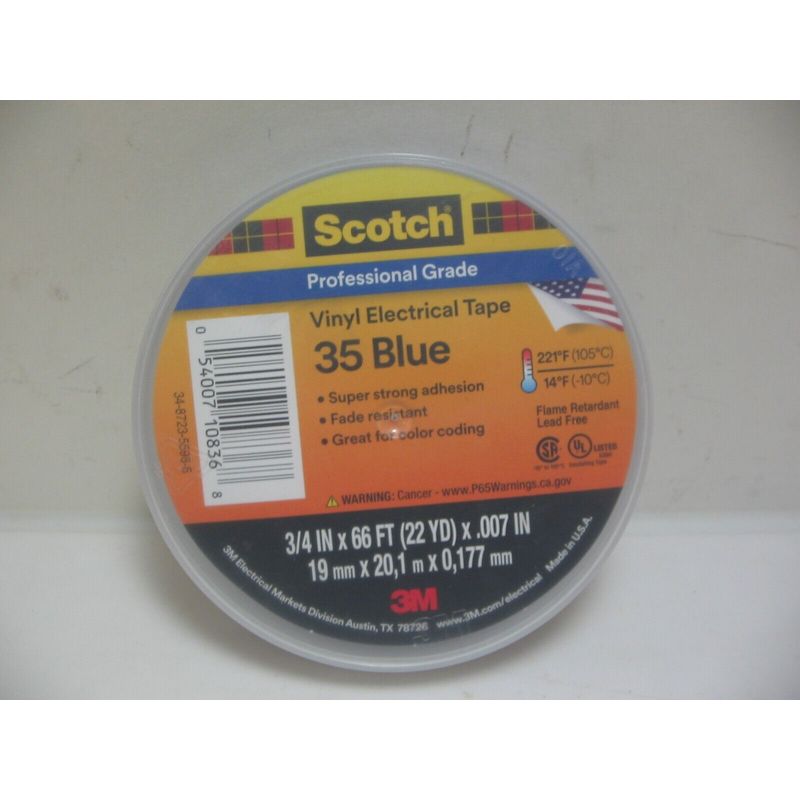 Scotch
Professional Grade
Vinyl Electrical Tape
35 Blue
• Super strong adhesion
• Fade resistant
• Great for color coding
221°F (105°C)
14°F (-10°C)
Flame Retardant
Lead Free
UL LISTED
WARNING: Cancer - www.P65Warnings.ca.gov
3/4 IN x 66 FT (22 YD) x .007 IN
19 mm x 20,1 m x 0,177 mm
3M
3M Electrical Markets Division Austin, TX 78726 www.3M.com/electrical Made in U.S.A.
0 54007 10836 8
34-8723-5596-6